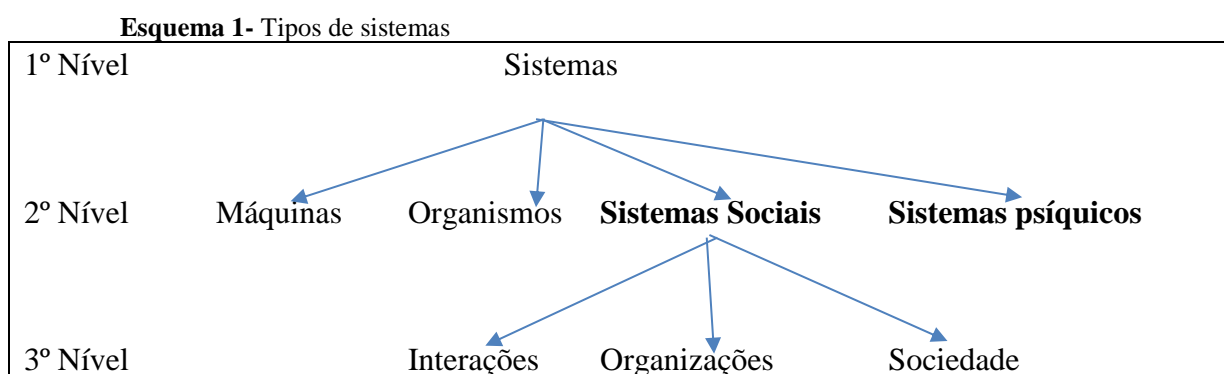 Esquema 1- Tipos de sistemas
1º Nível Sistemas
2º Nível Máquinas Organismos Sistemas Sociais Sistemas psíquicos
3º Nível Interações Organizações Sociedade